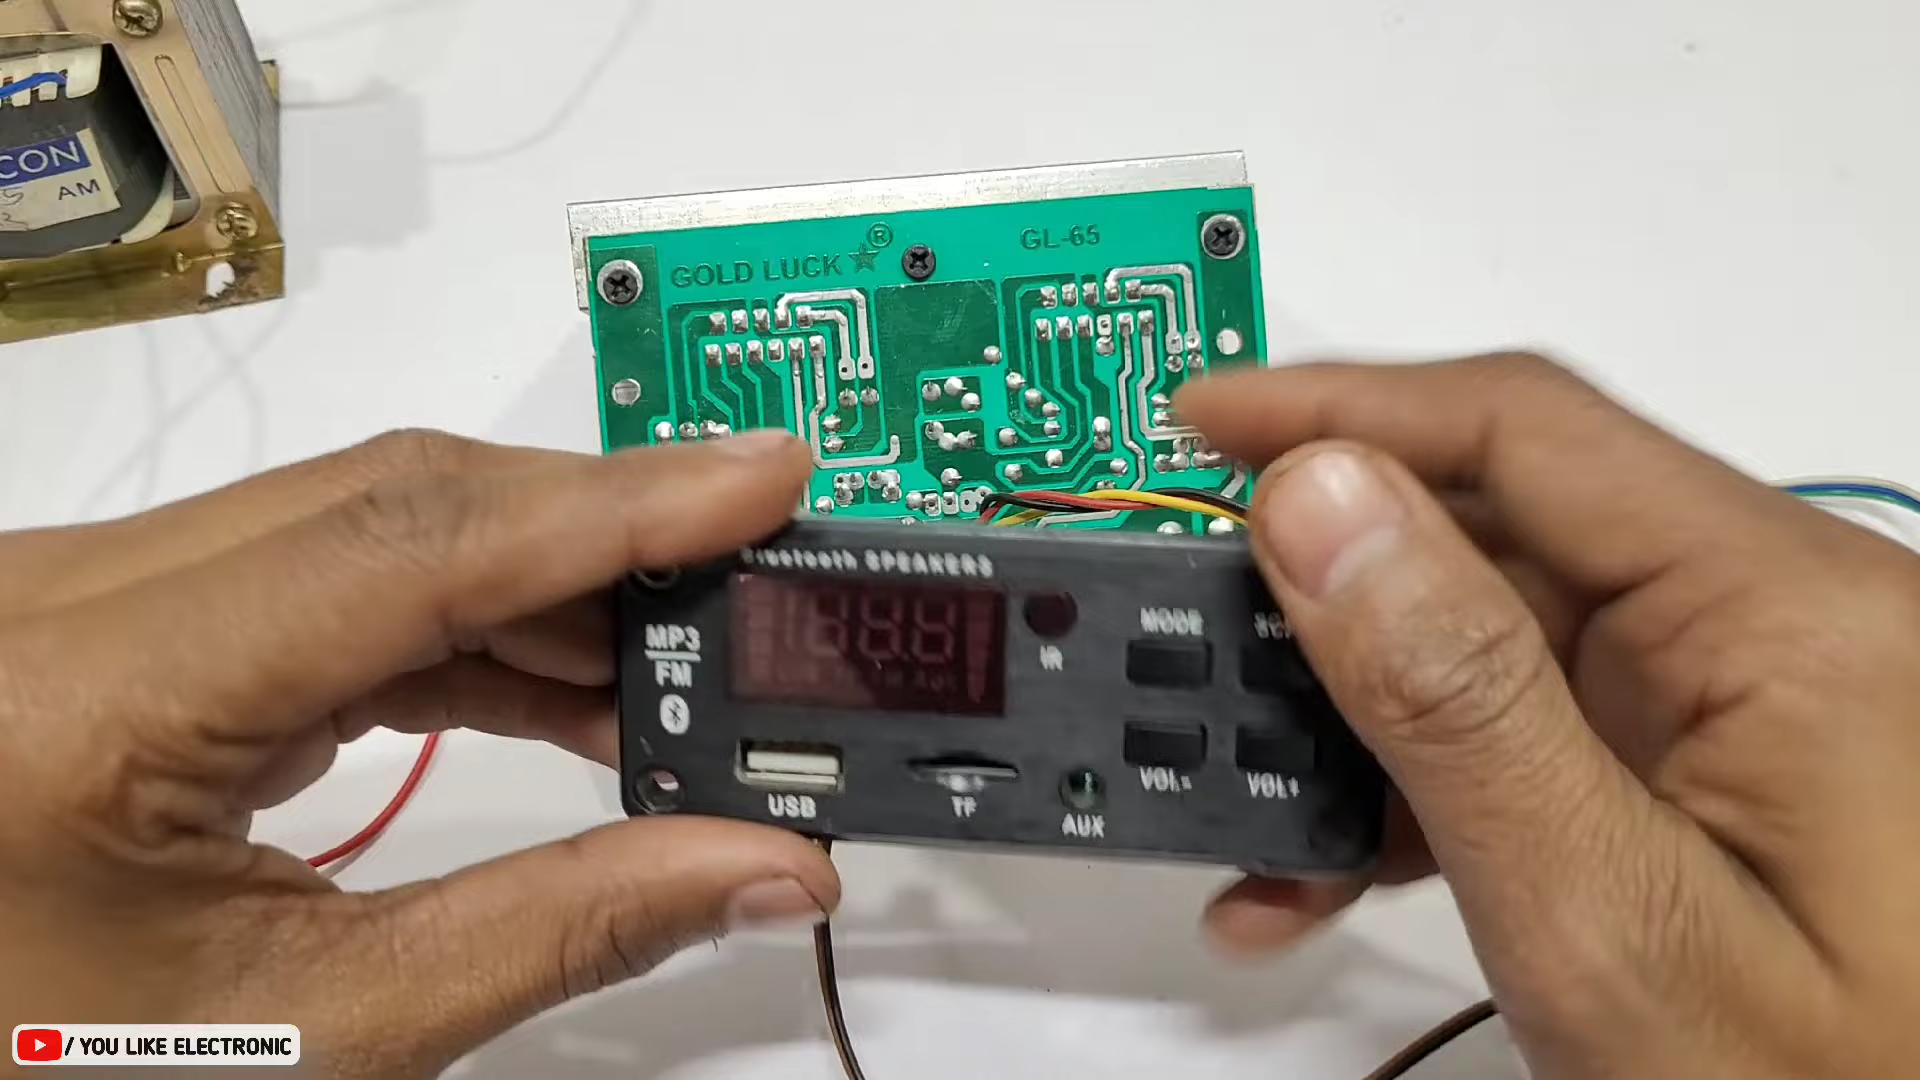 CON
5 AM
GOLD LUCK ★ ®
GL-65
Bluetooth SPEAKERS
MP3
FM
IR
MODE
USB
TF
AUX
VOL-
VOL+
/ YOU LIKE ELECTRONIC